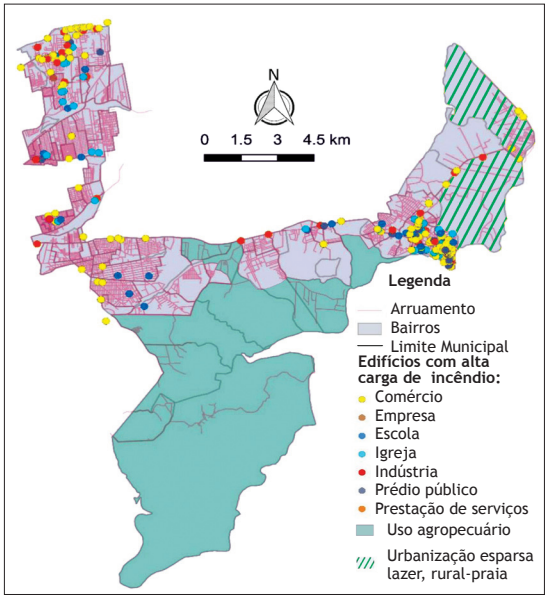 N
0 1.5 3 4.5 km
Legenda
Arruamento
Bairros
Limite Municipal
Edifícios com alta
carga de incêndio:
Comércio
Empresa
Escola
Igreja
Indústria
Prédio público
Prestação de serviços
Uso agropecuário
Urbanização esparsa
lazer, rural-praia